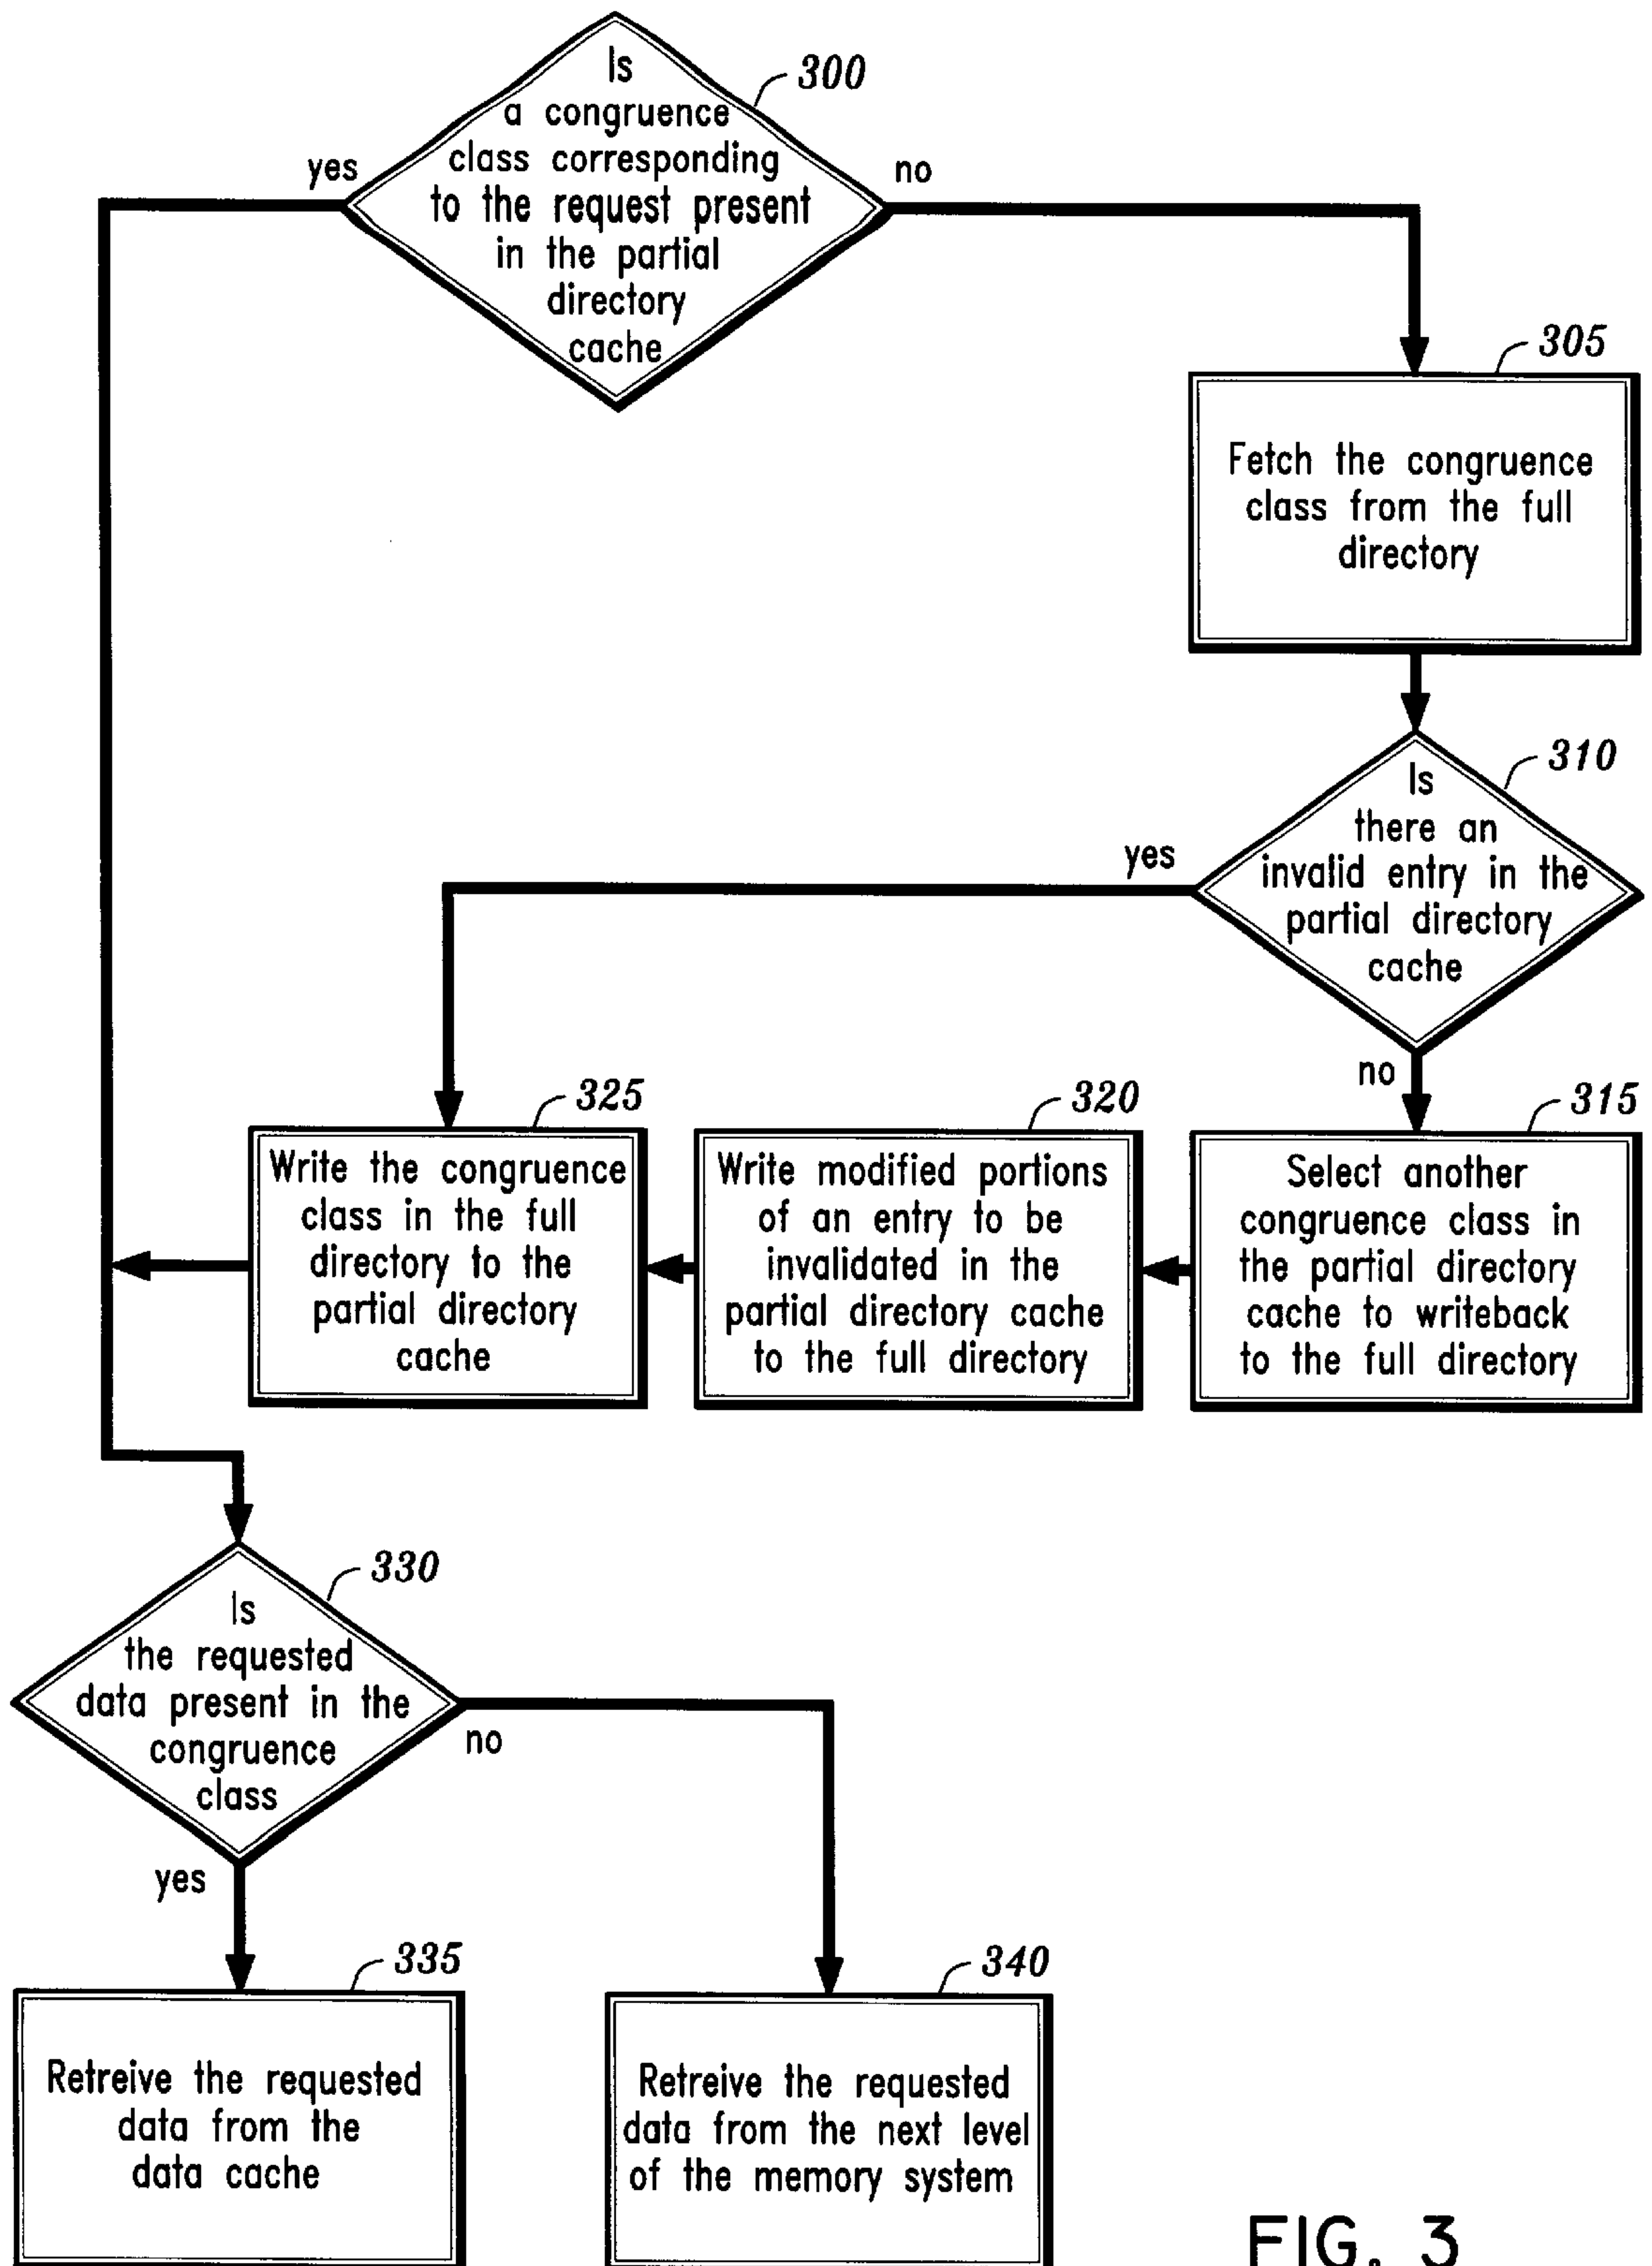 Is
a congruence
class corresponding
to the request present
in the partial
directory
cache
300
yes
no
305
Fetch the congruence
class from the full
directory
310
Is
there an
invalid entry in the
partial directory
cache
yes
no
325
Write the congruence
class in the full
directory to the
partial directory
cache
320
Write modified portions
of an entry to be
invalidated in the
partial directory cache
to the full directory
315
Select another
congruence class in
the partial directory
cache to writeback
to the full directory
330
Is
the requested
data present in the
congruence
class
no
yes
335
Retreive the requested
data from the
data cache
340
Retreive the requested
data from the next level
of the memory system
FIG. 3